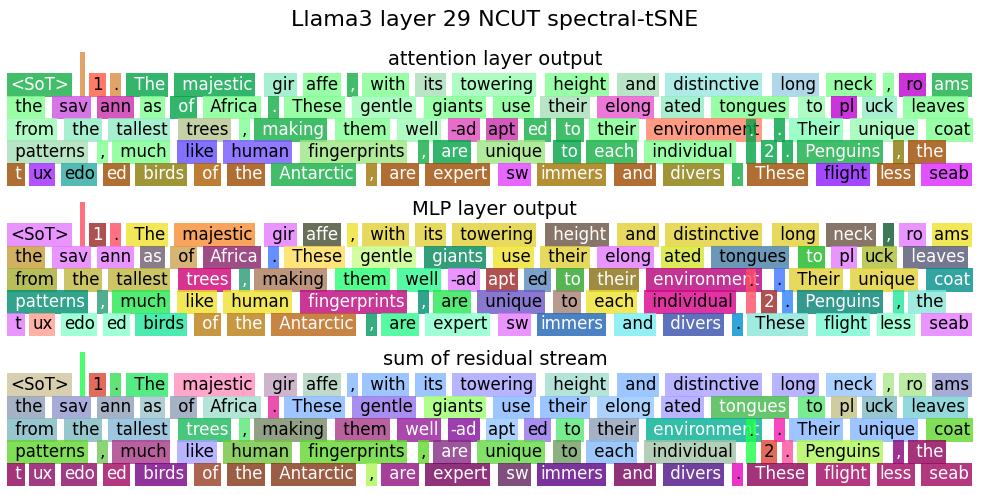 Llama3 layer 29 NCUT spectral-tSNE
attention layer output
<SoT> 1 . The majestic gir affe , with its towering height and distinctive long neck , ro ams
the sav ann as of Africa . These gentle giants use their elong ated tongues to pl uck leaves
from the tallest trees , making them well -ad apt ed to their environment . Their unique coat
patterns , much like human fingerprints , are unique to each individual 2 . Penguins , the
t ux edo ed birds of the Antarctic , are expert sw immers and divers . These flight less seab
MLP layer output
<SoT> 1 . The majestic gir affe , with its towering height and distinctive long neck , ro ams
the sav ann as of Africa . These gentle giants use their elong ated tongues to pl uck leaves
from the tallest trees , making them well -ad apt ed to their environment . Their unique coat
patterns , much like human fingerprints , are unique to each individual 2 . Penguins , the
t ux edo ed birds of the Antarctic , are expert sw immers and divers . These flight less seab
sum of residual stream
<SoT> 1 . The majestic gir affe , with its towering height and distinctive long neck , ro ams
the sav ann as of Africa . These gentle giants use their elong ated tongues to pl uck leaves
from the tallest trees , making them well -ad apt ed to their environment . Their unique coat
patterns , much like human fingerprints , are unique to each individual 2 . Penguins , the
t ux edo ed birds of the Antarctic , are expert sw immers and divers . These flight less seab